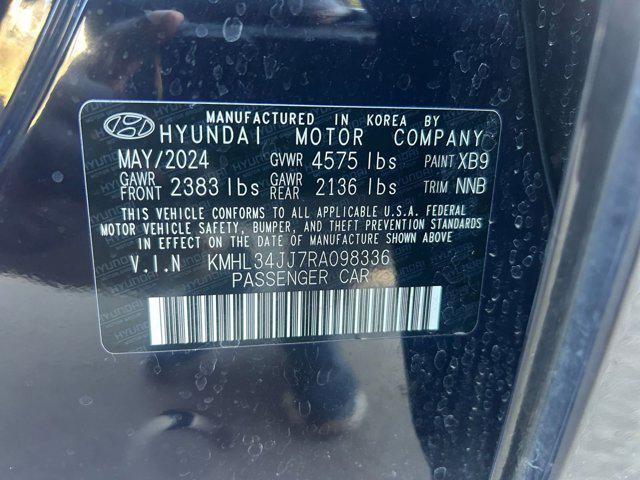 MANUFACTURED IN KOREA BY
HYUNDAI MOTOR COMPANY
MAY/2024 GVWR 4575 lbs PAINT XB9
GAWR FRONT 2383 lbs GAWR REAR 2136 lbs TRIM NNB
THIS VEHICLE CONFORMS TO ALL APPLICABLE U.S.A. FEDERAL
MOTOR VEHICLE SAFETY, BUMPER, AND THEFT PREVENTION STANDARDS
IN EFFECT ON THE DATE OF MANUFACTURE SHOWN ABOVE
V.I.N KMHL34JJ7RA098336
PASSENGER CAR